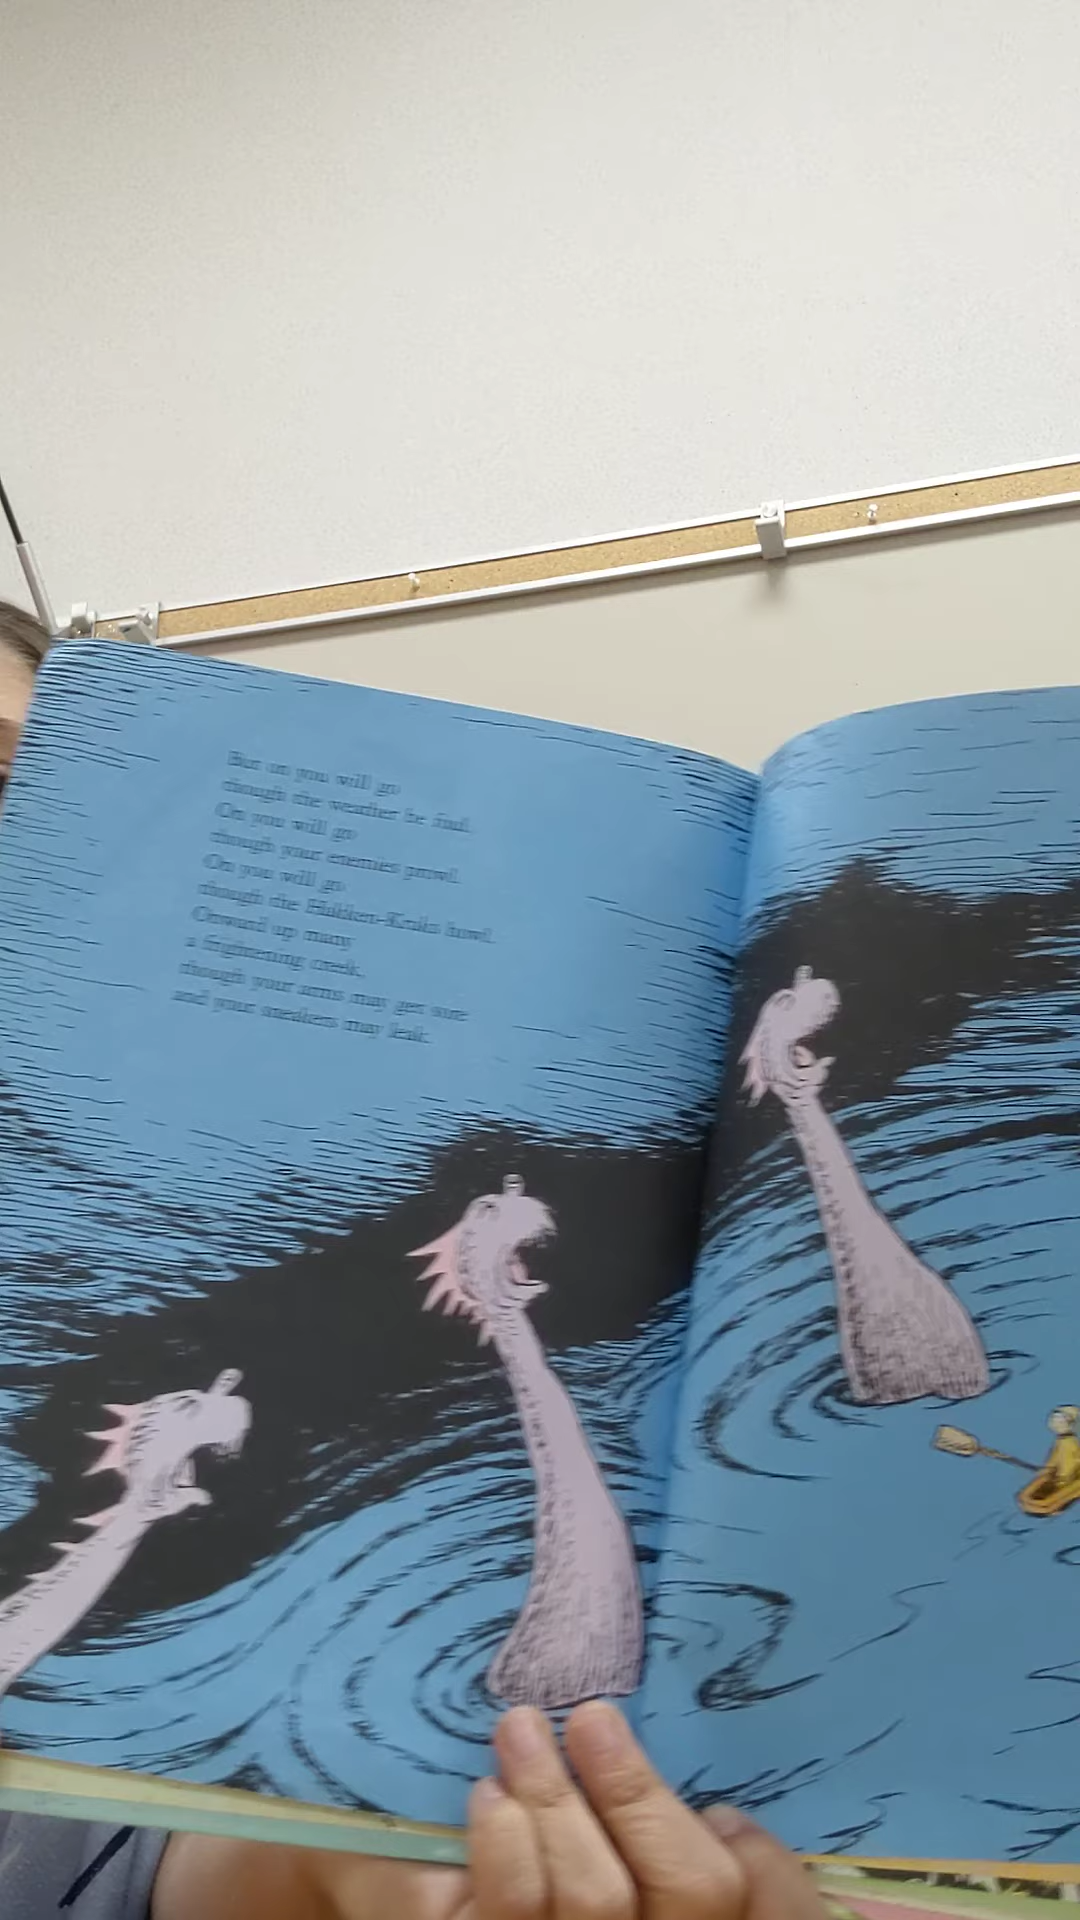 But on you will go
though the weather be foul.
On you will go
though your enemies prowl.
On you will go
though the Hakken-Kraks howl.
Onward up many
a frightening creek,
though your arms may get sore
and your sneakers may leak.